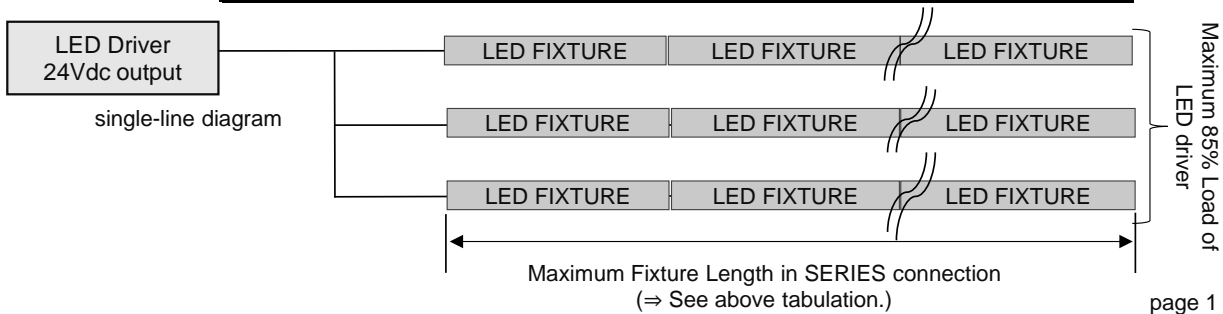 LED Driver
24Vdc output
single-line diagram
LED FIXTURE LED FIXTURE LED FIXTURE
LED FIXTURE LED FIXTURE LED FIXTURE
LED FIXTURE LED FIXTURE LED FIXTURE
Maximum 85% Load of
LED driver
Maximum Fixture Length in SERIES connection
(⇒ See above tabulation.)
page 1